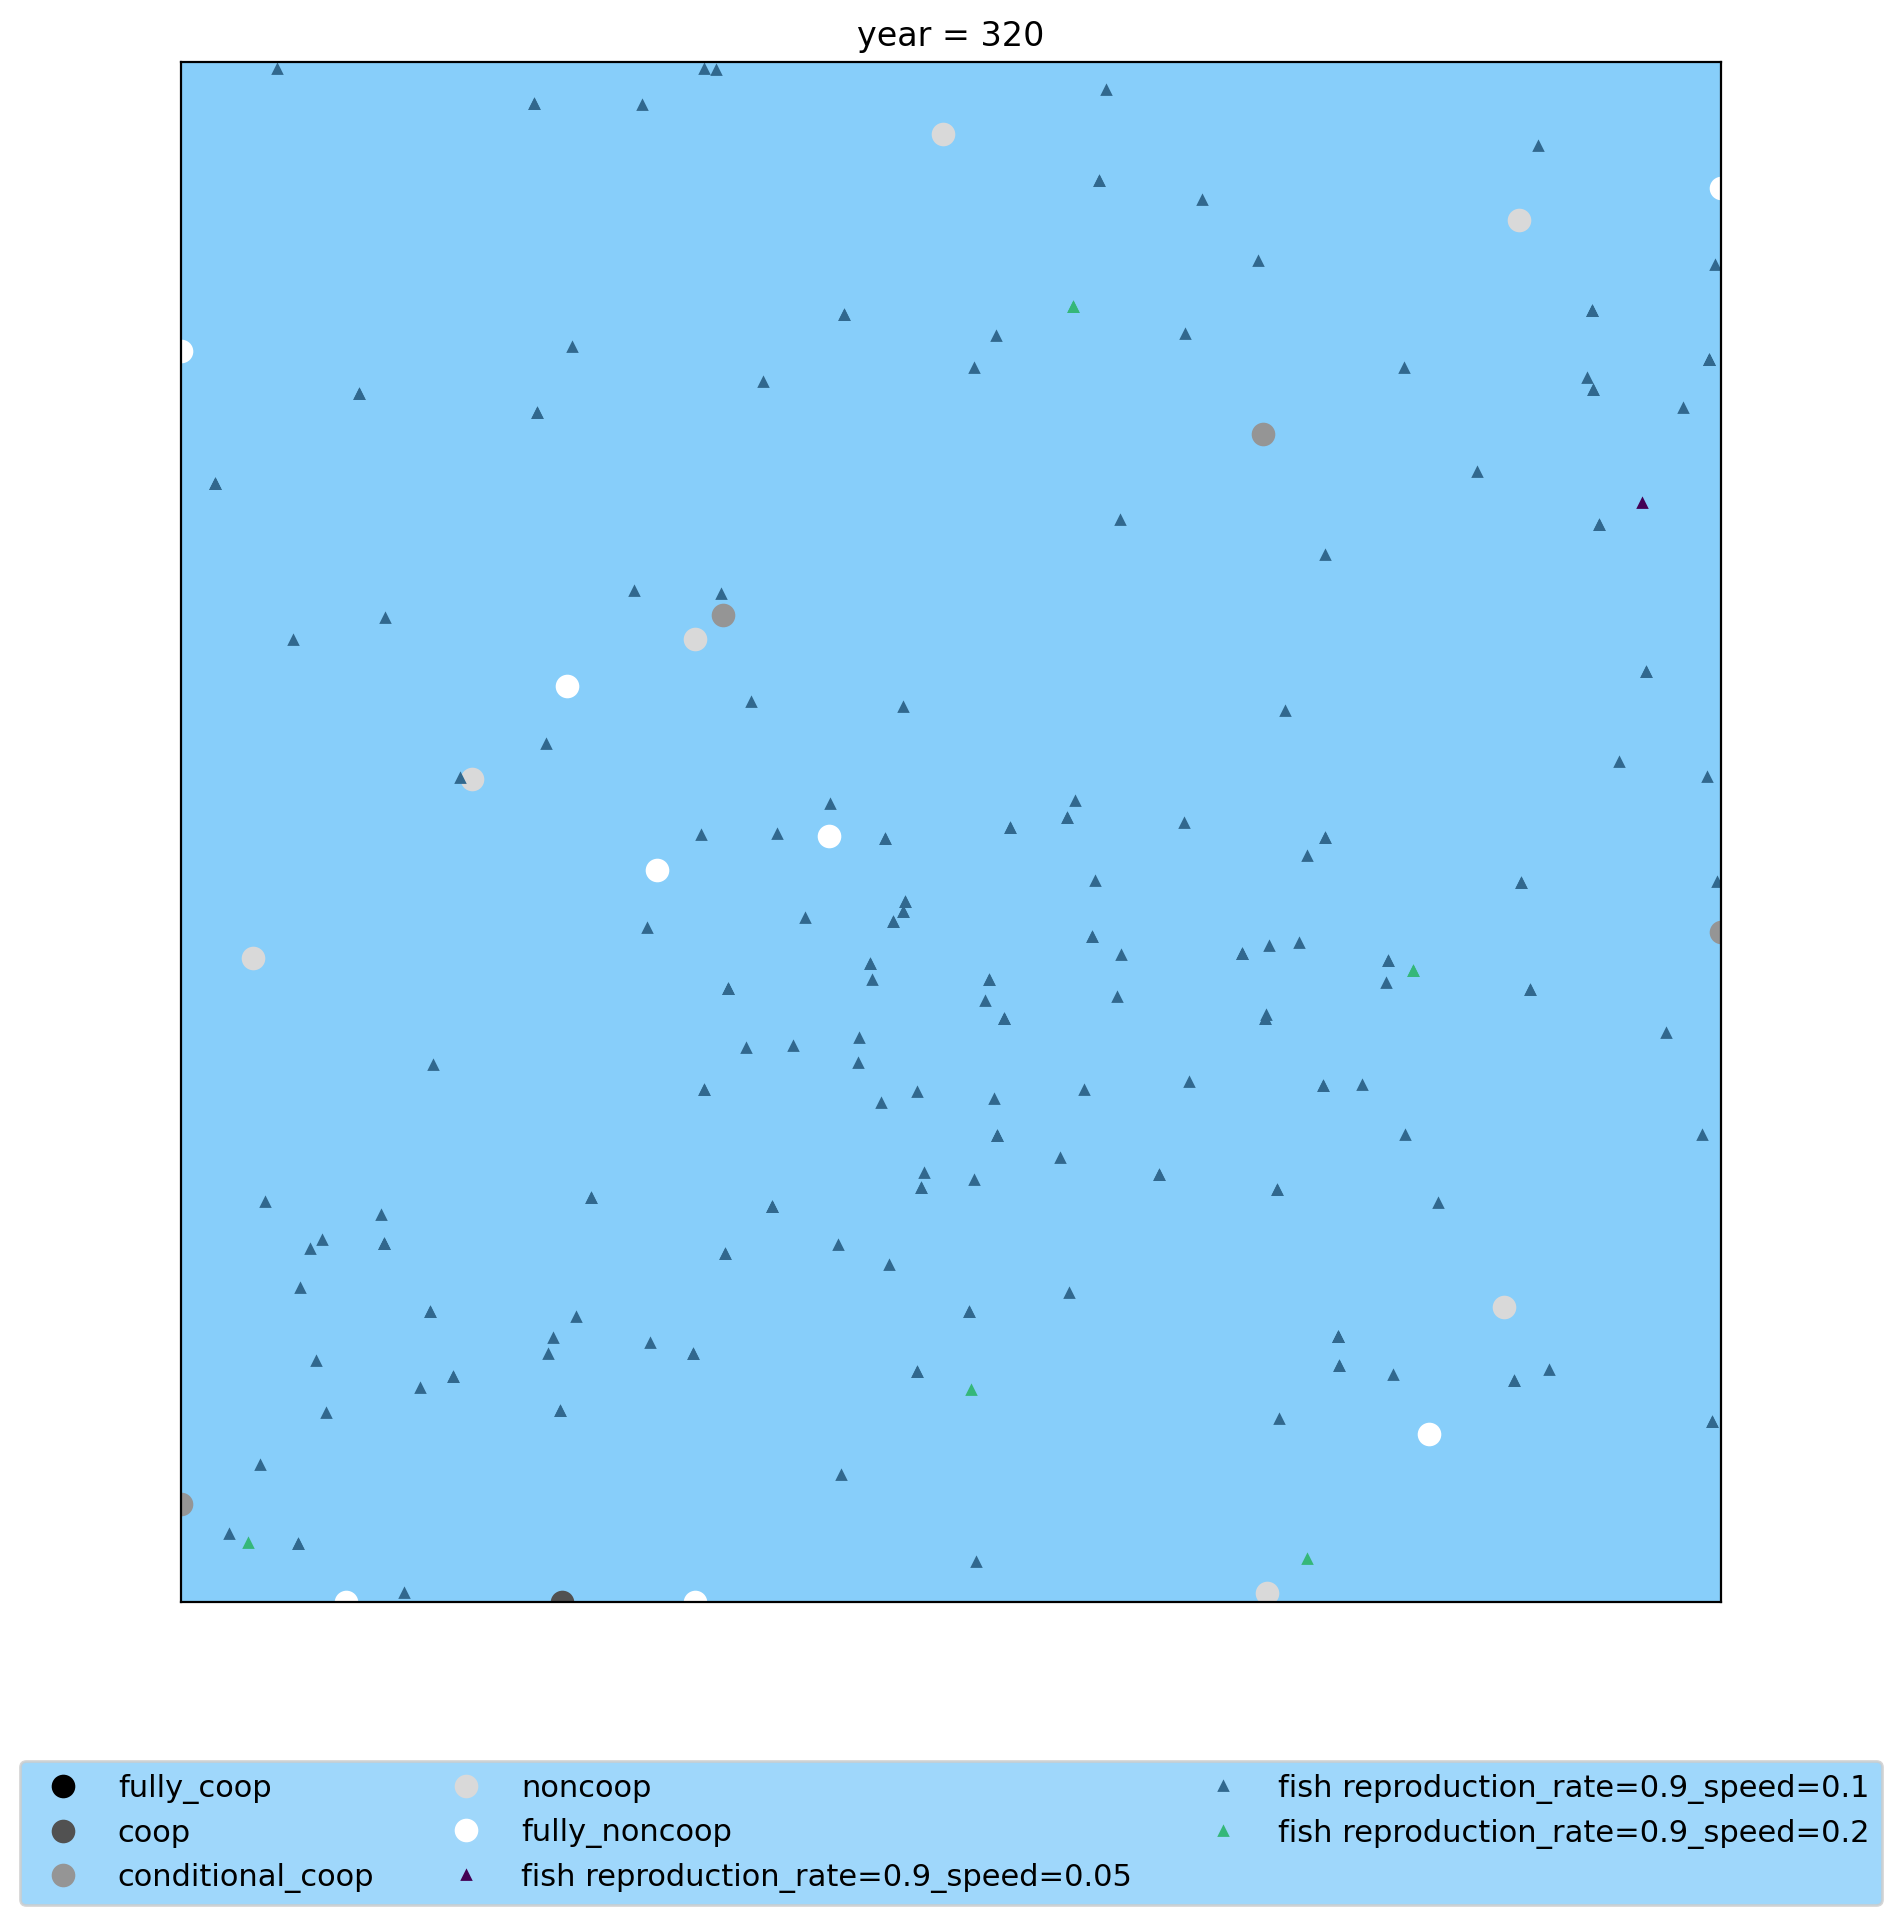 year = 320
fully_coop
coop
conditional_coop
noncoop
fully_noncoop
fish reproduction_rate=0.9_speed=0.05
fish reproduction_rate=0.9_speed=0.1
fish reproduction_rate=0.9_speed=0.2